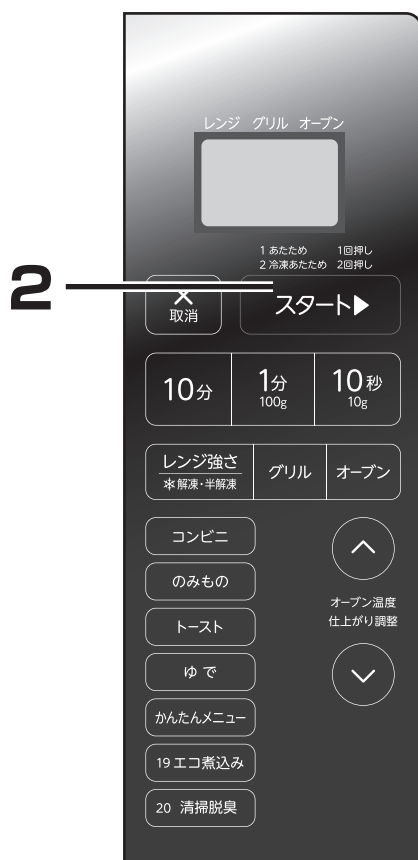 レンジ グリル オーブン
1 あたため 1回押し
2 冷凍あたため 2回押し
2
×
取消
スタート▶
10分
1分
100g
10秒
10g
レンジ強さ
✻解凍・半解凍
グリル
オーブン
コンビニ
のみもの
トースト
ゆで
かんたんメニュー
19 エコ煮込み
20 清掃脱臭
オーブン温度
仕上がり調整